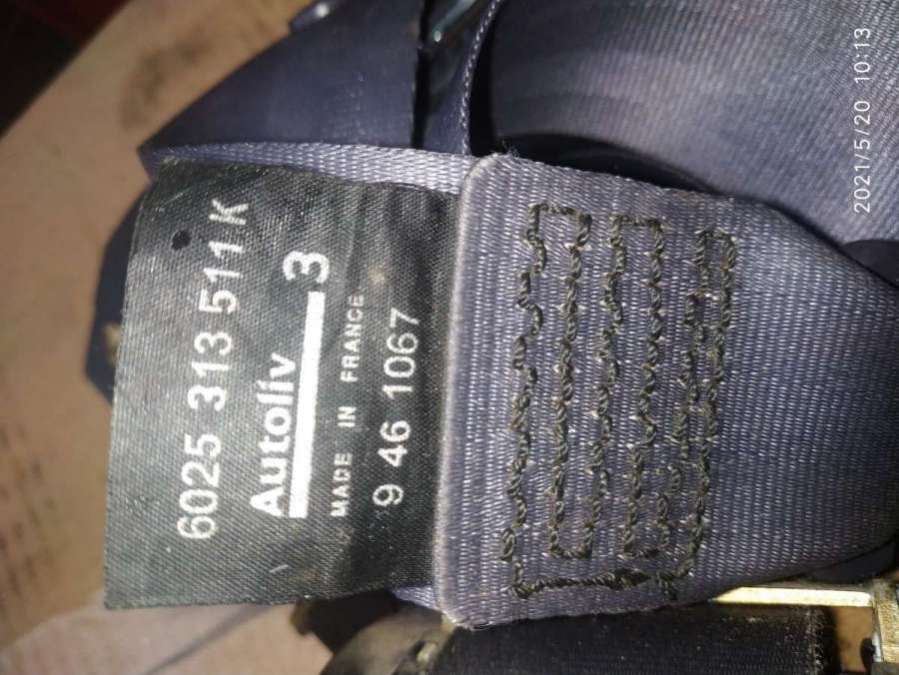 6025 313 511 K
Autoliv 3
MADE IN FRANCE
9 46 1067
2021/5/20 10:13